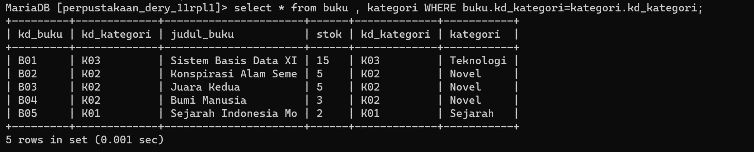 MariaDB [perpustakaan_dery_11rpl1]> select * from buku , kategori WHERE buku.kd_kategori=kategori.kd_kategori;
+---------+-------------+----------------------+------+-------------+-----------+
| kd_buku | kd_kategori | judul_buku           | stok | kd_kategori | kategori  |
+---------+-------------+----------------------+------+-------------+-----------+
| B01     | K03         | Sistem Basis Data XI | 15   | K03         | Teknologi |
| B02     | K02         | Konspirasi Alam Seme | 5    | K02         | Novel     |
| B03     | K02         | Juara Kedua          | 5    | K02         | Novel     |
| B04     | K02         | Bumi Manusia         | 3    | K02         | Novel     |
| B05     | K01         | Sejarah Indonesia Mo | 2    | K01         | Sejarah   |
+---------+-------------+----------------------+------+-------------+-----------+
5 rows in set (0.001 sec)